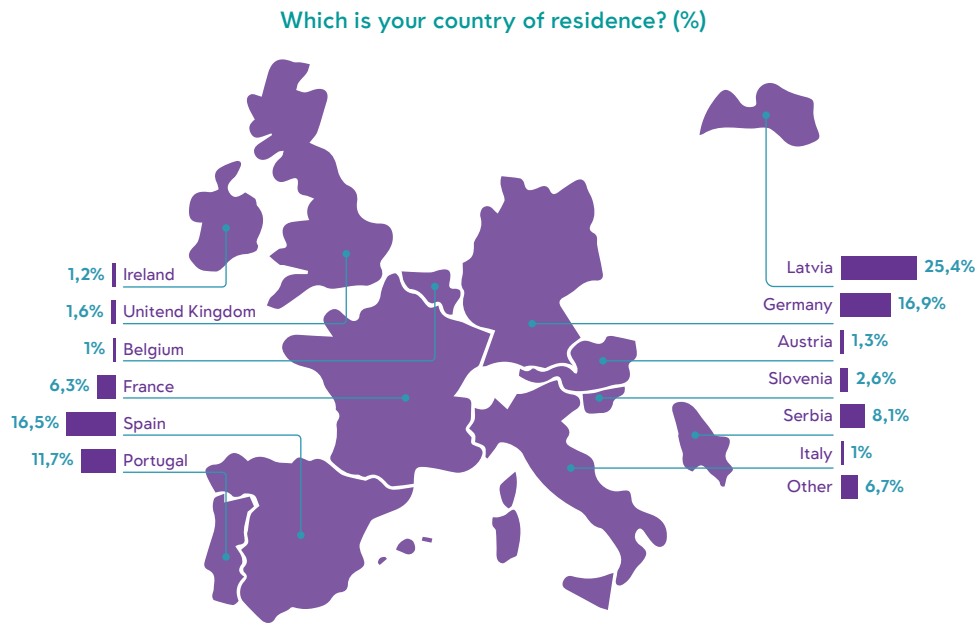 Which is your country of residence? (%)
1,2% Ireland
1,6% Unitend Kingdom
1% Belgium
6,3% France
16,5% Spain
11,7% Portugal
Latvia 25,4%
Germany 16,9%
Austria 1,3%
Slovenia 2,6%
Serbia 8,1%
Italy 1%
Other 6,7%